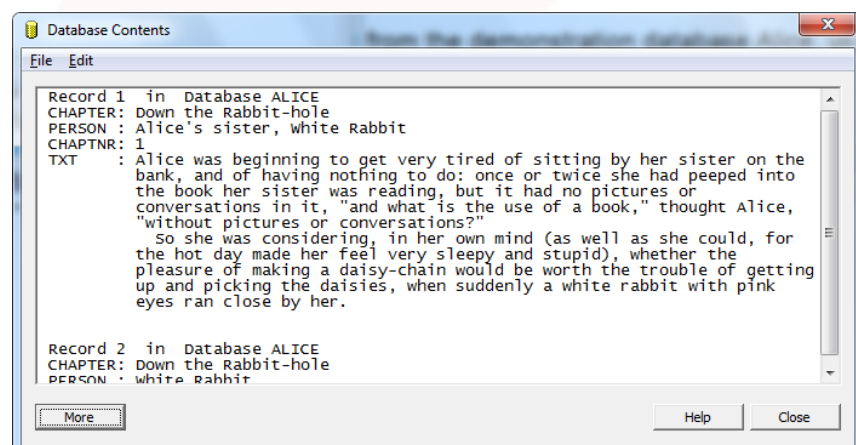 from the demonstration database Alice
Database Contents
File Edit
Record 1 in Database ALICE
CHAPTER: Down the Rabbit-hole
PERSON : Alice's sister, White Rabbit
CHAPTNR: 1
TXT : Alice was beginning to get very tired of sitting by her sister on the
bank, and of having nothing to do: once or twice she had peeped into
the book her sister was reading, but it had no pictures or
conversations in it, "and what is the use of a book," thought Alice,
"without pictures or conversations?"
So she was considering, in her own mind (as well as she could, for
the hot day made her feel very sleepy and stupid), whether the
pleasure of making a daisy-chain would be worth the trouble of getting
up and picking the daisies, when suddenly a white rabbit with pink
eyes ran close by her.
Record 2 in Database ALICE
CHAPTER: Down the Rabbit-hole
PERSON : White Rabbit
More
Help
Close